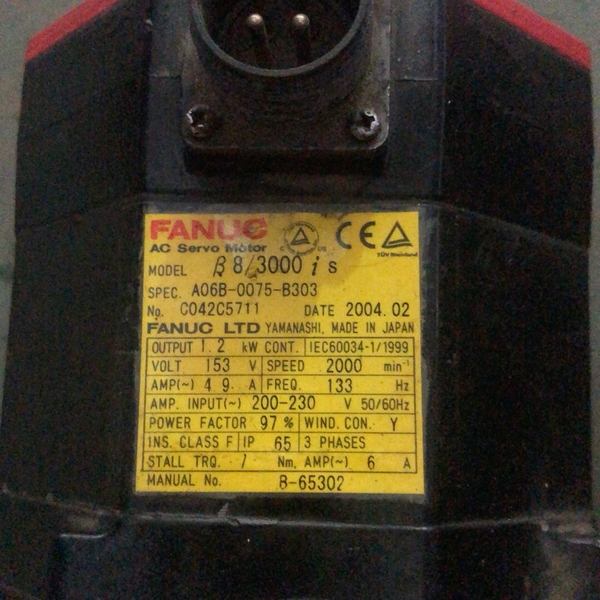 FANUC
AC Servo Motor
CE
TÜV Rheinland
MODEL β 8/3000 i s
SPEC. A06B-0075-B303
No. C042C5711 DATE 2004.02
FANUC LTD YAMANASHI, MADE IN JAPAN
OUTPUT 1.2 kW CONT. IEC60034-1/1999
VOLT. 153 V SPEED 2000 min⁻¹
AMP(~) 4.9 A FREQ. 133 Hz
AMP. INPUT(~) 200-230 V 50/60Hz
POWER FACTOR 97 % WIND. CON. Y
INS. CLASS F IP 65 3 PHASES
STALL TRQ. 7 Nm, AMP(~) 6 A
MANUAL No. B-65302